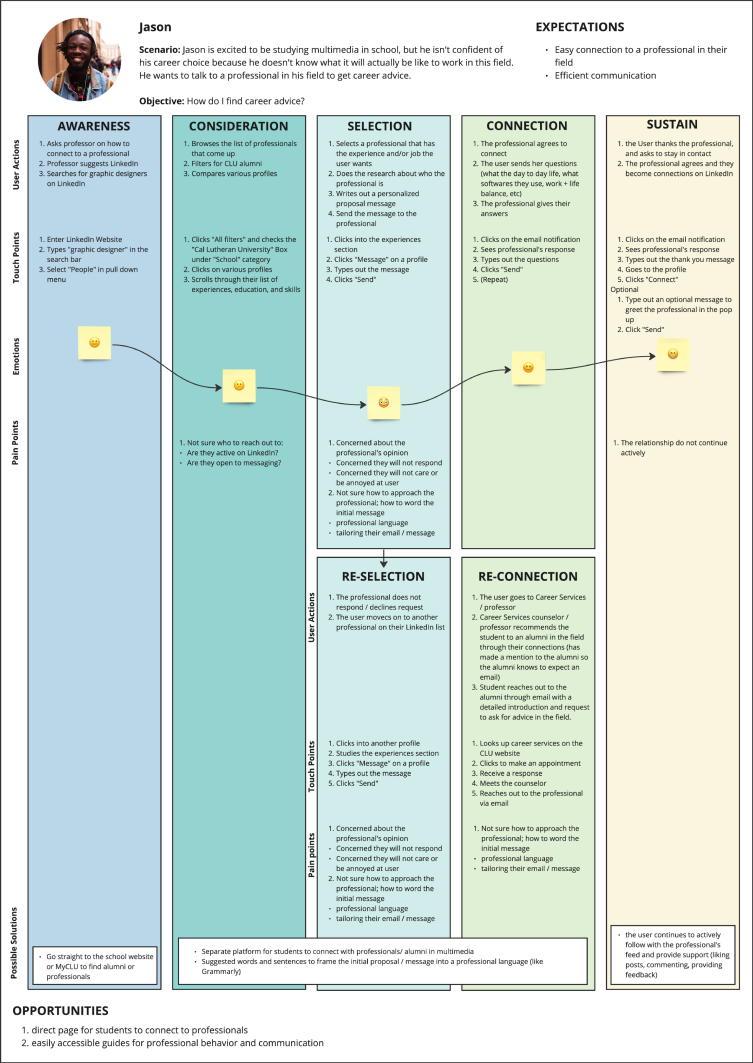 Jason
Scenario: Jason is excited to be studying multimedia in school, but he isn't confident of
his career choice because he doesn't know what it will actually be like to work in this field.
He wants to talk to a professional in his field to get career advice.
Objective: How do I find career advice?
EXPECTATIONS
• Easy connection to a professional in their
field
• Efficient communication
User Actions
Touch Points
Emotions
Pain Points
Possible Solutions
AWARENESS
1. Asks professor on how to
connect to a professional
2. Professor suggests LinkedIn
3. Searches for graphic designers
on LinkedIn
1. Enter LinkedIn Website
2. Types "graphic designer" in the
search bar
3. Select "People" in pull down
menu
• Go straight to the school website
or MyCLU to find alumni or
professionals
CONSIDERATION
1. Browses the list of professionals
that come up
2. Filters for CLU alumni
3. Compares various profiles
1. Clicks "All filters" and checks the
"Cal Lutheran University" Box
under "School" category
2. Clicks on various profiles
3. Scrolls through their list of
experiences, education, and skills
1. Not sure who to reach out to:
• Are they active on LinkedIn?
• Are they open to messaging?
SELECTION
1. Selects a professional that has
the experience and/or job the
user wants
2. Does the research about who the
professional is
3. Writes out a personalized
proposal message
4. Send the message to the
professional
1. Clicks into the experiences
section
2. Clicks "Message" on a profile
3. Types out the message
4. Clicks "Send"
1. Concerned about the
professional's opinion
• Concerned they will not respond
• Concerned they will not care or
be annoyed at user
2. Not sure how to approach the
professional; how to word the
initial message
• professional language
• tailoring their email / message
CONNECTION
1. The professional agrees to
connect
2. The user sends her questions
(what the day to day life, what
softwares they use, work + life
balance, etc)
3. The professional gives their
answers
1. Clicks on the email notification
2. Sees professional's response
3. Types out the questions
4. Clicks "Send"
5. (Repeat)
SUSTAIN
1. the User thanks the professional,
and asks to stay in contact
2. The professional agrees and they
become connections on LinkedIn
1. Clicks on the email notification
2. Sees professional's response
3. Types out the thank you message
4. Goes to the profile
5. Clicks "Connect"
Optional
1. Type out an optional message to
greet the professional in the pop
up
2. Click "Send"
1. The relationship do not continue
actively
• the user continues to actively
follow with the professional's
feed and provide support (liking
posts, commenting, providing
feedback)
User Actions
Touch Points
Pain points
RE-SELECTION
1. The professional does not
respond / declines request
2. The user movecs on to another
professional on their LinkedIn list
1. Clicks into another profile
2. Studies the experiences section
3. Clicks "Message" on a profile
4. Types out the message
5. Clicks "Send"
1. Concerned about the
professional's opinion
• Concerned they will not respond
• Concerned they will not care or
be annoyed at user
2. Not sure how to approach the
professional; how to word the
initial message
• professional language
• tailoring their email / message
RE-CONNECTION
1. The user goes to Career Services
/ professor
2. Career Services counselor /
professor recommends the
student to an alumni in the field
through their connections (has
made a mention to the alumni so
the alumni knows to expect an
email)
3. Student reaches out to the
alumni through email with a
detailed introduction and request
to ask for advice in the field.
1. Looks up career services on the
CLU website
2. Clicks to make an appointment
3. Receive a response
4. Meets the counselor
5. Reaches out to the professional
via email
1. Not sure how to approach the
professional; how to word the
initial message
• professional language
• tailoring their email / message
• Separate platform for students to connect with professionals/ alumni in multimedia
• Suggested words and sentences to frame the initial proposal / message into a professional language (like
Grammarly)
OPPORTUNITIES
1. direct page for students to connect to professionals
2. easily accessible guides for professional behavior and communication